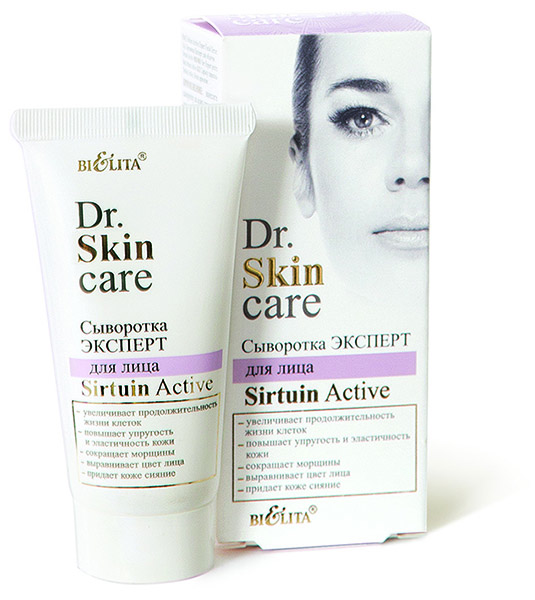 BIELITA®
Dr.
Skin
care
Сыворотка
ЭКСПЕРТ
для лица
Sirtuin Active
– увеличивает продолжительность
жизни клеток
– повышает упругость
и эластичность кожи
– сокращает морщины
– выравнивает цвет лица
– придает коже сияние
care
Dr.
Skin
care
Сыворотка ЭКСПЕРТ
для лица
Sirtuin Active
– увеличивает продолжительность
жизни клеток
– повышает упругость и эластичность
кожи
– сокращает морщины
– выравнивает цвет лица
– придает коже сияние
BIELITA®